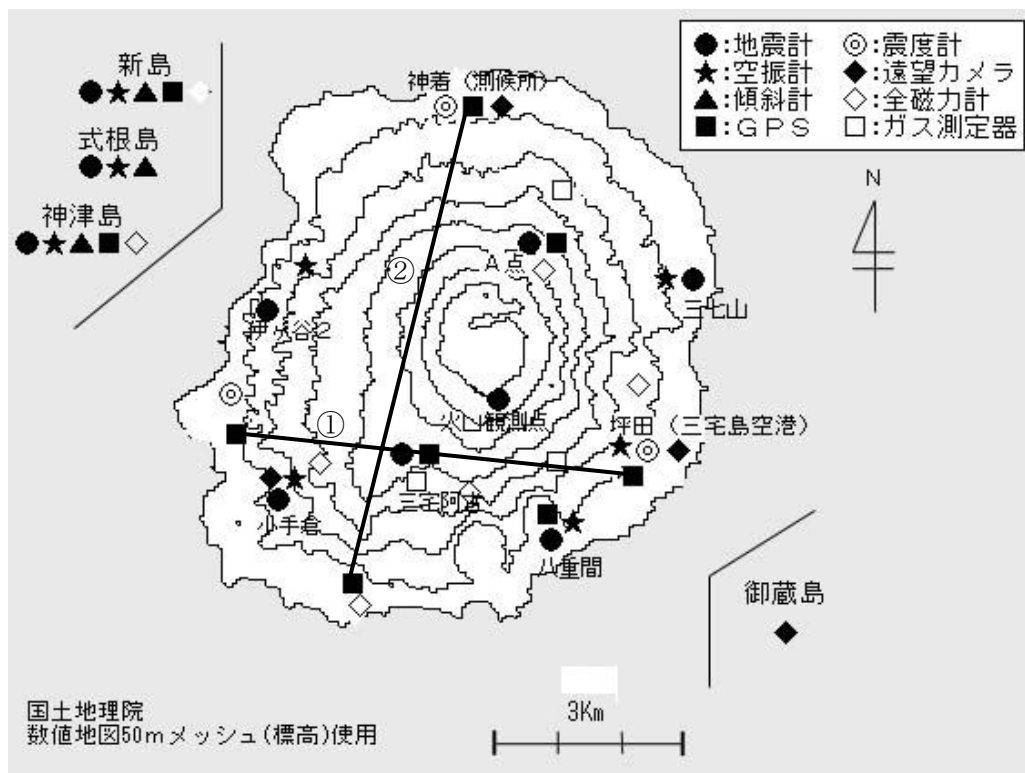 新島
式根島
神津島
●:地震計 ◎:震度計
★:空振計 ◆:遠望カメラ
▲:傾斜計 ◇:全磁力計
■:GPS □:ガス測定器
神着(測候所)
N
②
A点
三七山
伊ヶ谷2
①
火口観測点
坪田(三宅島空港)
三宅阿古
小手倉
八重間
御蔵島
3Km
国土地理院
数値地図50mメッシュ(標高)使用